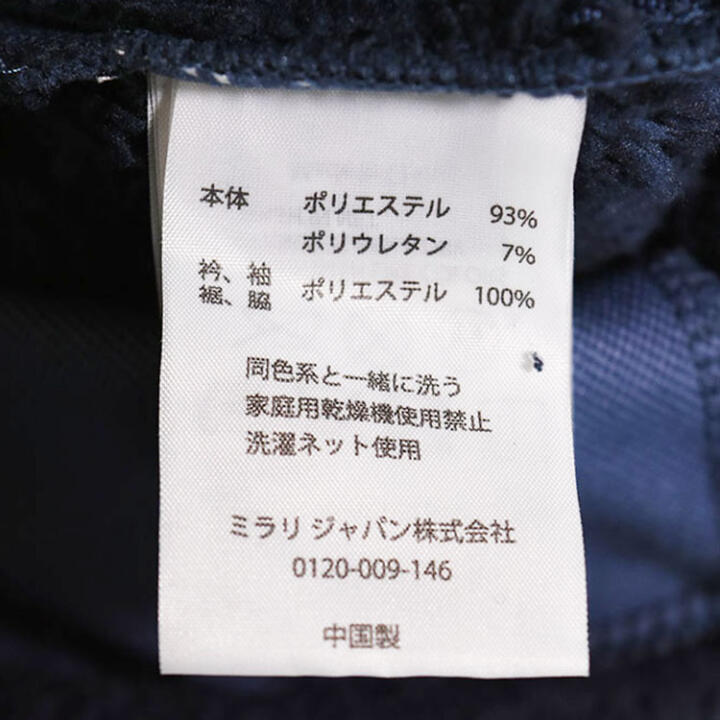 本体 ポリエステル 93%
ポリウレタン 7%
衿、袖
裾、脇 ポリエステル 100%
同色系と一緒に洗う
家庭用乾燥機使用禁止
洗濯ネット使用
ミラリ ジャパン株式会社
0120-009-146
中国製